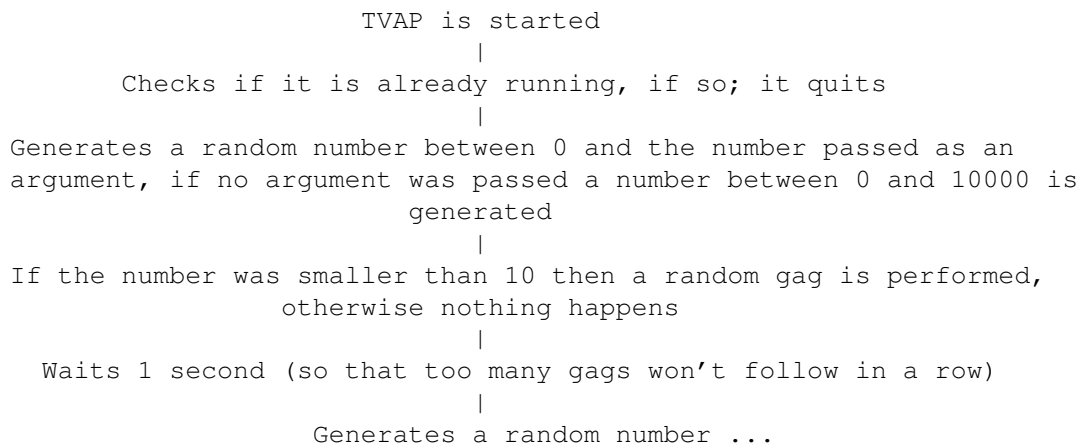 TVAP is started
|
Checks if it is already running, if so; it quits
|
Generates a random number between 0 and the number passed as an
argument, if no argument was passed a number between 0 and 10000 is
generated
|
If the number was smaller than 10 then a random gag is performed,
otherwise nothing happens
|
Waits 1 second (so that too many gags won't follow in a row)
|
Generates a random number ...